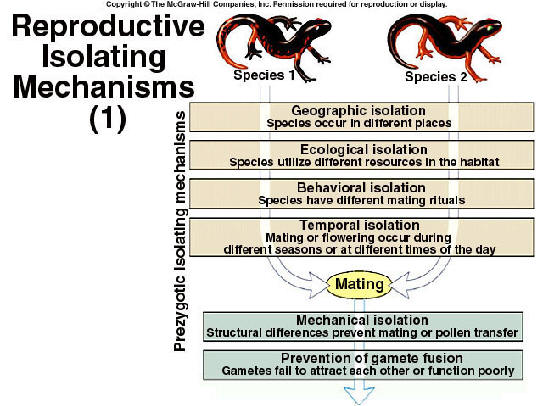 Copyright © The McGraw-Hill Companies, Inc. Permission required for reproduction or display.
Reproductive
Isolating
Mechanisms
(1)
Species 1
Species 2
Prezygotic isolating mechanisms
Geographic isolation
Species occur in different places
Ecological isolation
Species utilize different resources in the habitat
Behavioral isolation
Species have different mating rituals
Temporal isolation
Mating or flowering occur during
different seasons or at different times of the day
Mating
Mechanical isolation
Structural differences prevent mating or pollen transfer
Prevention of gamete fusion
Gametes fail to attract each other or function poorly